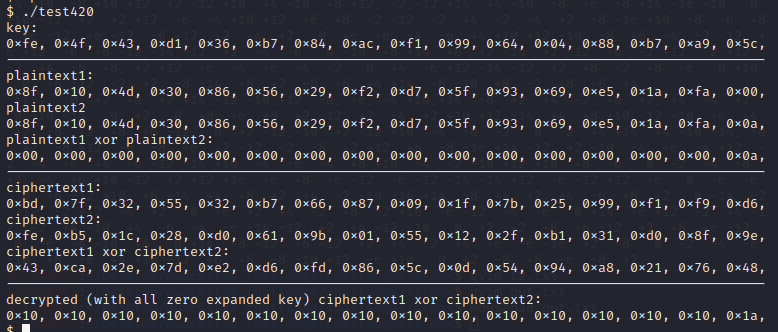 $ ./test420
key:
0×fe, 0×4f, 0×43, 0×d1, 0×36, 0×b7, 0×84, 0×ac, 0×f1, 0×99, 0×64, 0×04, 0×88, 0×b7, 0×a9, 0×5c,
plaintext1:
0×8f, 0×10, 0×4d, 0×30, 0×86, 0×56, 0×29, 0×f2, 0×d7, 0×5f, 0×93, 0×69, 0×e5, 0×1a, 0×fa, 0×00,
plaintext2
0×8f, 0×10, 0×4d, 0×30, 0×86, 0×56, 0×29, 0×f2, 0×d7, 0×5f, 0×93, 0×69, 0×e5, 0×1a, 0×fa, 0×0a,
plaintext1 xor plaintext2:
0×00, 0×00, 0×00, 0×00, 0×00, 0×00, 0×00, 0×00, 0×00, 0×00, 0×00, 0×00, 0×00, 0×00, 0×00, 0×0a,
ciphertext1:
0×bd, 0×7f, 0×32, 0×55, 0×32, 0×b7, 0×66, 0×87, 0×09, 0×1f, 0×7b, 0×25, 0×99, 0×f1, 0×f9, 0×d6,
ciphertext2:
0×fe, 0×b5, 0×1c, 0×28, 0×d0, 0×61, 0×9b, 0×01, 0×55, 0×12, 0×2f, 0×b1, 0×31, 0×d0, 0×8f, 0×9e,
ciphertext1 xor ciphertext2:
0×43, 0×ca, 0×2e, 0×7d, 0×e2, 0×d6, 0×fd, 0×86, 0×5c, 0×0d, 0×54, 0×94, 0×a8, 0×21, 0×76, 0×48,
decrypted (with all zero expanded key) ciphertext1 xor ciphertext2:
0×10, 0×10, 0×10, 0×10, 0×10, 0×10, 0×10, 0×10, 0×10, 0×10, 0×10, 0×10, 0×10, 0×10, 0×10, 0×1a,
$